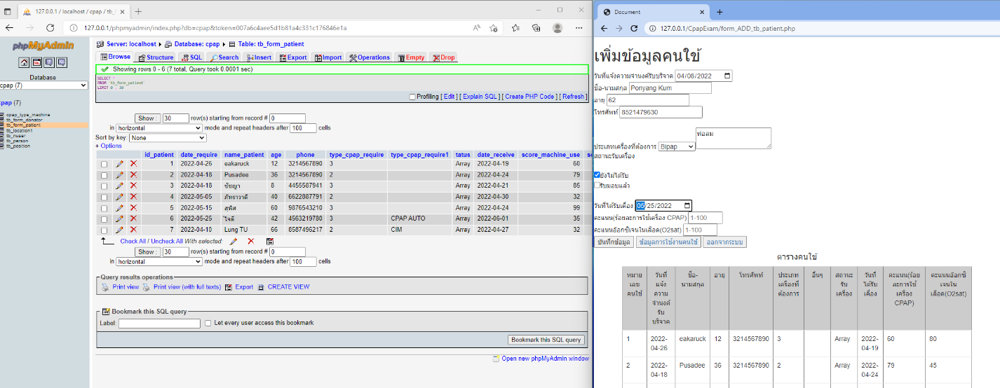 127.0.0.1 / localhost / cpap / tb_f
127.0.0.1/phpmyadmin/index.php?db=cpap&token=007a6c4aee5d1b81a4c331c176846e1a
phpMyAdmin
Database
cpap (7)
cpap (7)
cpap_type_machine
tb_form_donator
tb_form_patient
tb_location1
tb_nuser
tb_person
tb_position
Server: localhost Database: cpap Table: tb_form_patient
Browse Structure SQL Search Insert Export Import Operations Empty Drop
Showing rows 0 - 6 (7 total, Query took 0.0001 sec)
SELECT *
FROM `tb_form_patient`
LIMIT 0 , 30
Profiling [ Edit ] [ Explain SQL ] [ Create PHP Code ] [ Refresh ]
Show : 30 row(s) starting from record # 0
in horizontal mode and repeat headers after 100 cells
Sort by key: None
+ Options
id_patient date_require name_patient age phone type_cpap_require type_cpap_require1 tatus date_receive score_machine_use
1 2022-04-26 eakaruck 12 3214567890 3 Array 2022-04-19 60
2 2022-04-18 Pusadee 36 3214567890 2 Array 2022-04-24 79
3 2022-04-18 ชัชญา 8 4455587941 3 Array 2022-04-21 85
4 2022-05-05 ภัทราวาดี 40 6622887791 2 Array 2022-04-30 32
5 2022-05-15 สุพิศ 60 9876543210 3 Array 2022-04-24 99
6 2022-05-25 ใจดี 42 4563219780 3 CPAP AUTO Array 2022-06-01 35
7 2022-04-10 Lung TU 66 8587496217 2 CIM Array 2022-04-27 32
Check All / Uncheck All With selected:
Show : 30 row(s) starting from record # 0
in horizontal mode and repeat headers after 100 cells
Query results operations
Print view Print view (with full texts) Export CREATE VIEW
Bookmark this SQL query
Label: Let every user access this bookmark
Bookmark this SQL query
Open new phpMyAdmin window
Document
127.0.0.1/CpapExam/form_ADD_tb_patient.php
เพิ่มข้อมูลคนใข้
วันที่แจ้งความจำนงค์รับบริจาค 04/08/2022
ชื่อ-นามสกุล Ponyang Kum
อายุ 62
โทรศัพท์ 8521479630
ประเภทเครื่องที่ต้องการ Bipap ท่อลม
สถานะรับเครื่อง
ยังไม่ได้รับ
รับมอบแล้ว
วันที่ได้รับเคื่อง 05/25/2022
คะแนน(ร้อยละการใช้เครื่อง CPAP) 1-100
คะแนนอ๊อกซิเจนในเลือด(O2sat) 1-100
บันทึกข้อมูล ข้อมูลการใช้งานคนใช้ ออกจากระบบ
ตารางคนใข้
หมายเลขคนใช้ วันที่แจ้งความจำนงค์รับบริจาค ชื่อ-นามสกุล อายุ โทรศัพท์ ประเภทเครื่องที่ต้องการ อื่นๆ สถานะรับเครื่อง วันที่ได้รับเคื่อง คะแนน(ร้อยละการใช้เครื่อง CPAP) คะแนนอ๊อกซิเจนในเลือด(O2sat)
1 2022-04-26 eakaruck 12 3214567890 3 Array 2022-04-19 60 80
2 2022-04-18 Pusadee 36 3214567890 2 Array 2022-04-24 79 45